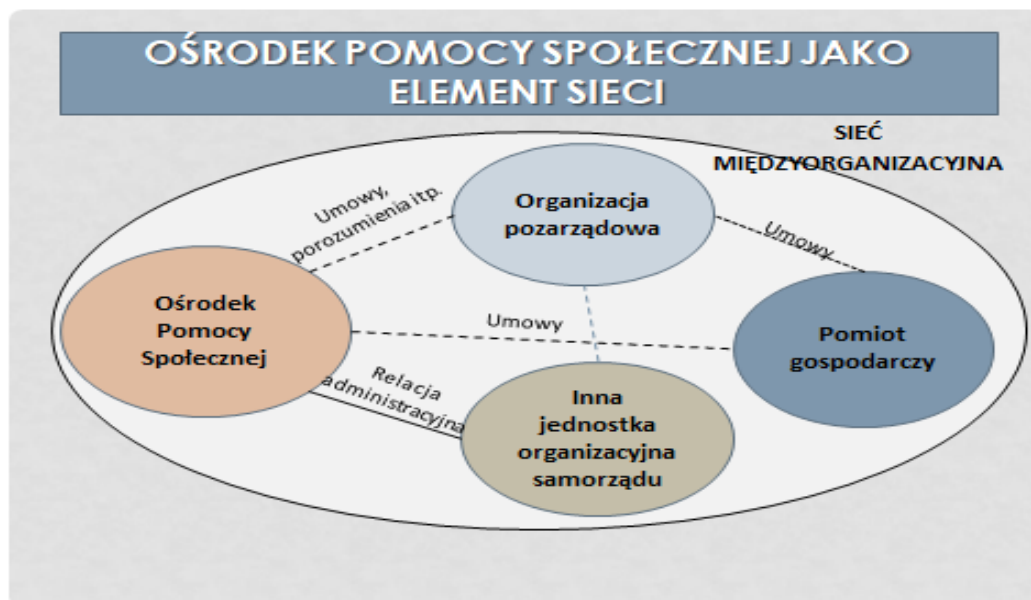 OŚRODEK POMOCY SPOŁECZNEJ JAKO
ELEMENT SIECI
SIEĆ
MIĘDZYORGANIZACYJNA
Umowy,
porozumienia itp.
Organizacja
pozarządowa
Umowy
Ośrodek
Pomocy
Społecznej
Umowy
Pomiot
gospodarczy
Relacja
administracyjna
Inna
jednostka
organizacyjna
samorządu